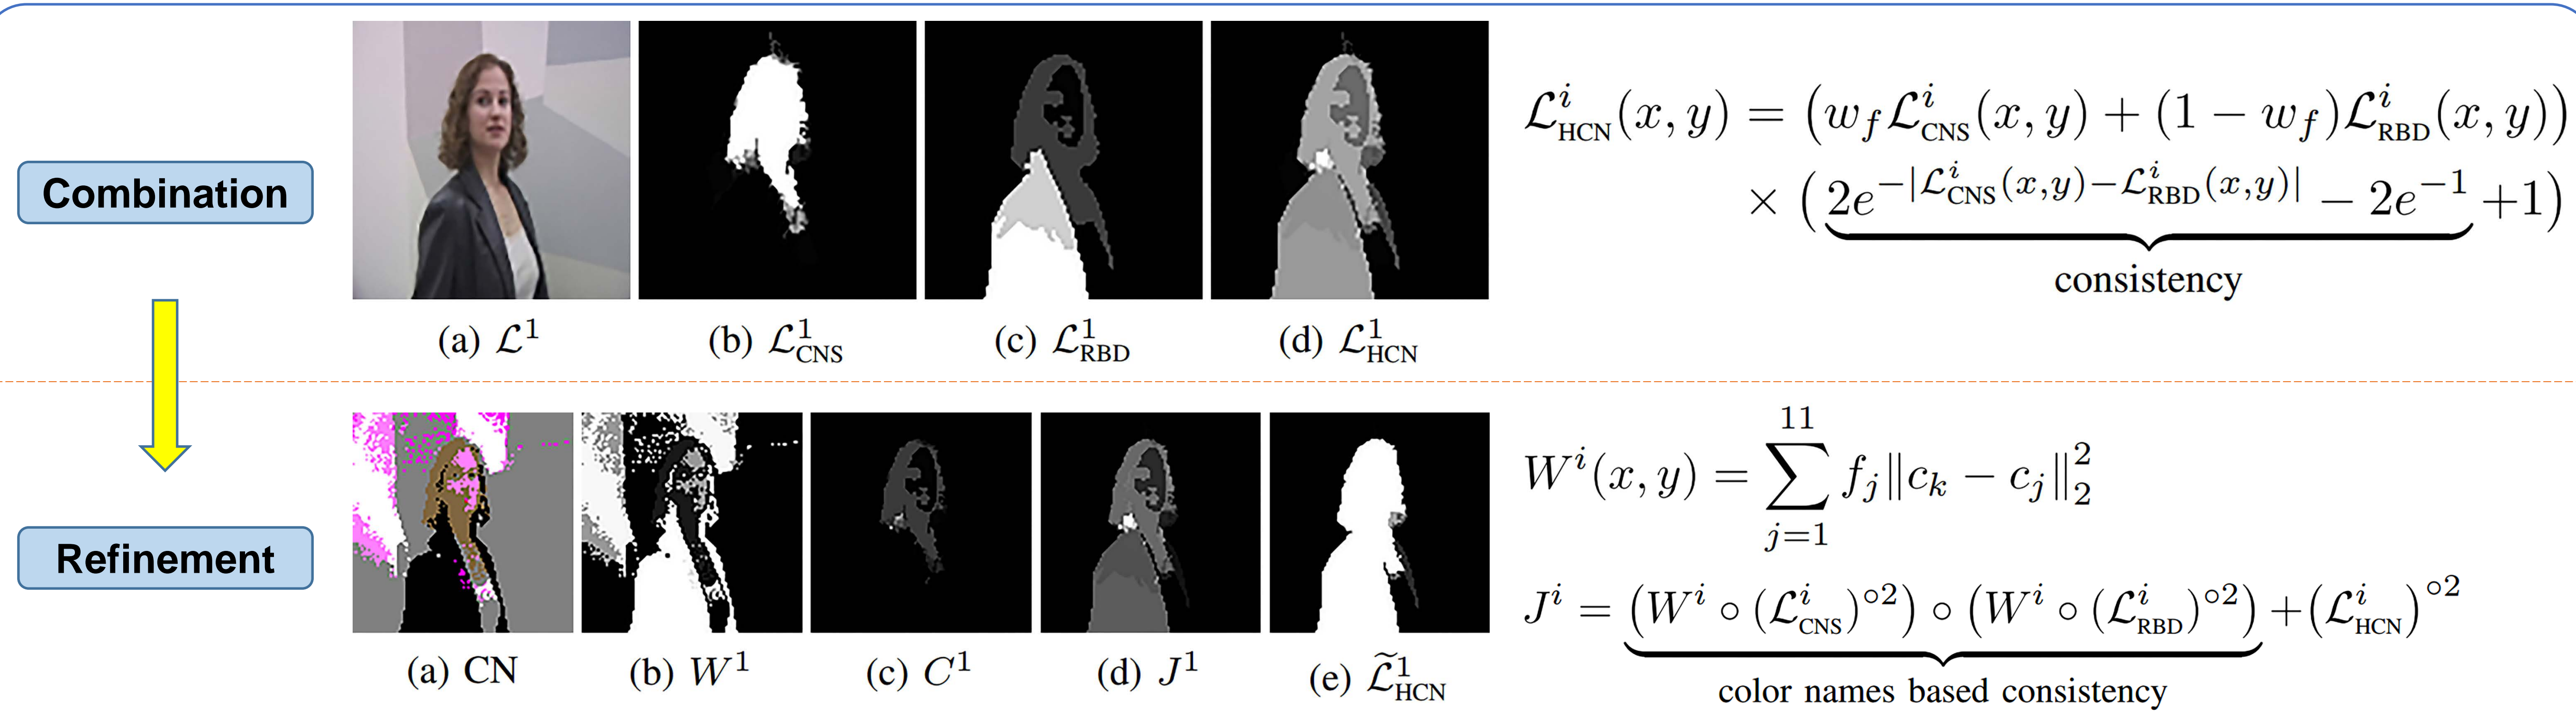 Combination
(a) ℒ¹
(b) ℒ¹_CNS
(c) ℒ¹_RBD
(d) ℒ¹_HCN
ℒⁱ_HCN(x, y) = (w_f ℒⁱ_CNS(x, y) + (1 − w_f)ℒⁱ_RBD(x, y))
× (2e^{−|ℒⁱ_CNS(x,y)−ℒⁱ_RBD(x,y)|} − 2e^{−1} +1)
consistency
Refinement
(a) CN
(b) W¹
(c) C¹
(d) J¹
(e) ℒ̃¹_HCN
Wⁱ(x, y) = ∑_{j=1}^{11} f_j‖c_k − c_j‖₂²
Jⁱ = (Wⁱ ∘ (ℒⁱ_CNS)^{∘2}) ∘ (Wⁱ ∘ (ℒⁱ_RBD)^{∘2}) +(ℒⁱ_HCN)^{∘2}
color names based consistency